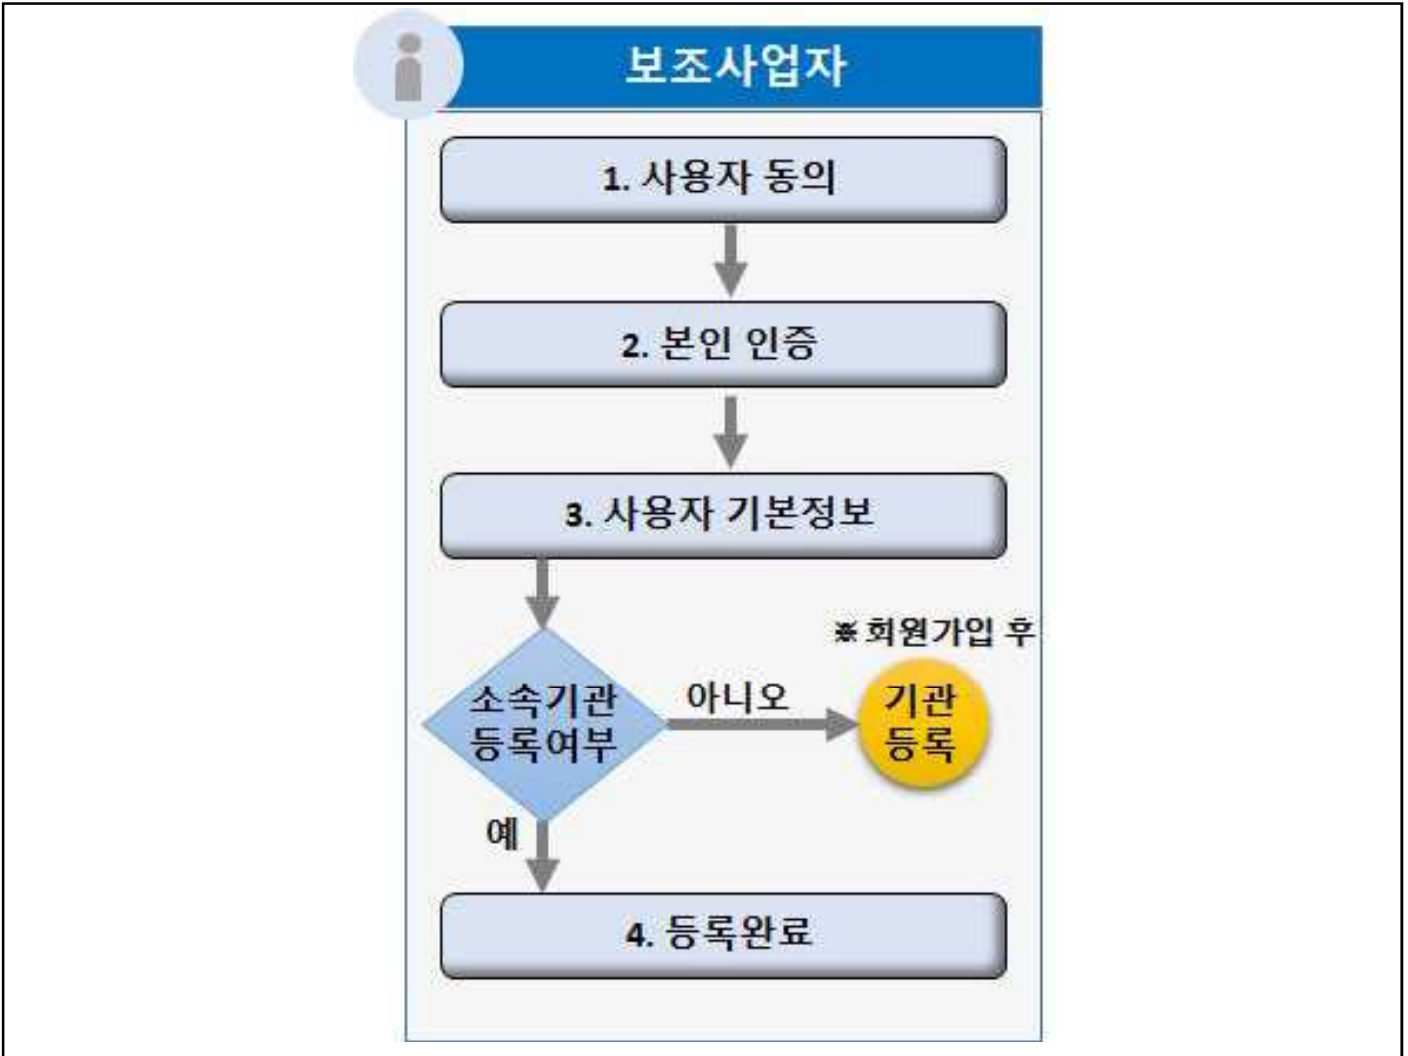 보조사업자
1. 사용자 동의
2. 본인 인증
3. 사용자 기본정보
※ 회원가입 후
소속기관
등록여부
아니오
기관
등록
예
4. 등록완료